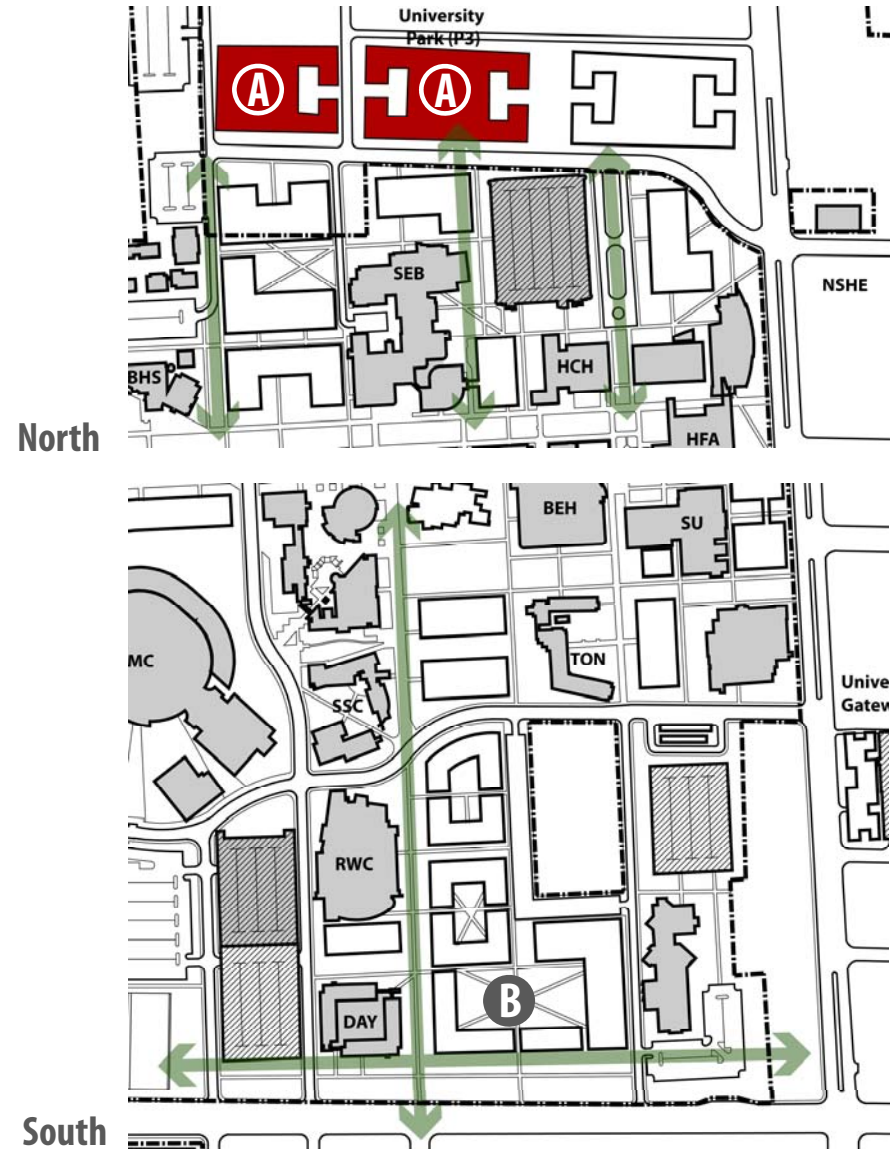 University
Park (P3)
A
A
SEB
NSHE
HCH
BHS
HFA
North
BEH
SU
MC
TON
Unive
Gatew
SSC
RWC
B
DAY
South